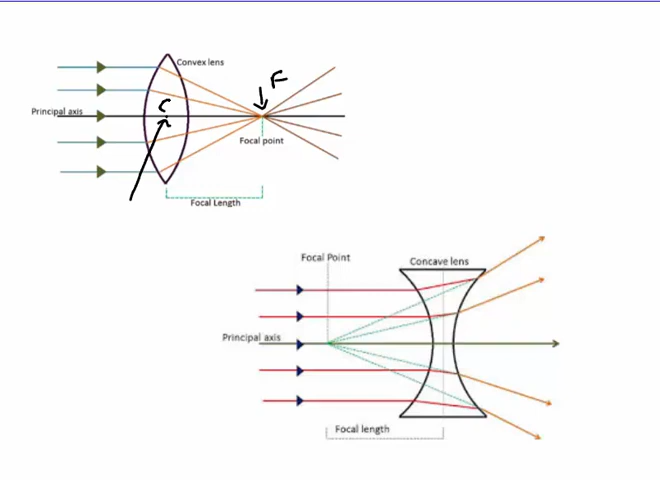 Convex lens
F
C
Principal axis
Focal point
Focal Length
Focal Point
Concave lens
Principal axis
Focal length